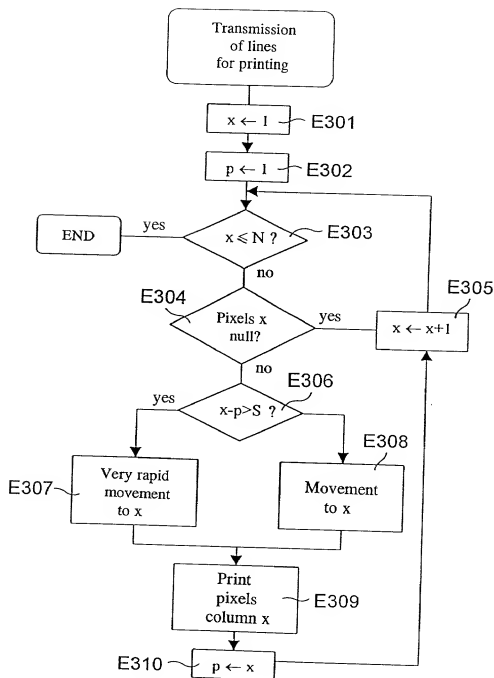 Transmission
of lines
for printing
x ← 1
E301
p ← 1
E302
END
yes
x ⩽ N ?
E303
no
E304
Pixels x
null?
yes
E305
x ← x+1
no
E306
yes
x-p>S ?
E307
Very rapid
movement
to x
E308
Movement
to x
Print
pixels
column x
E309
E310
p ← x